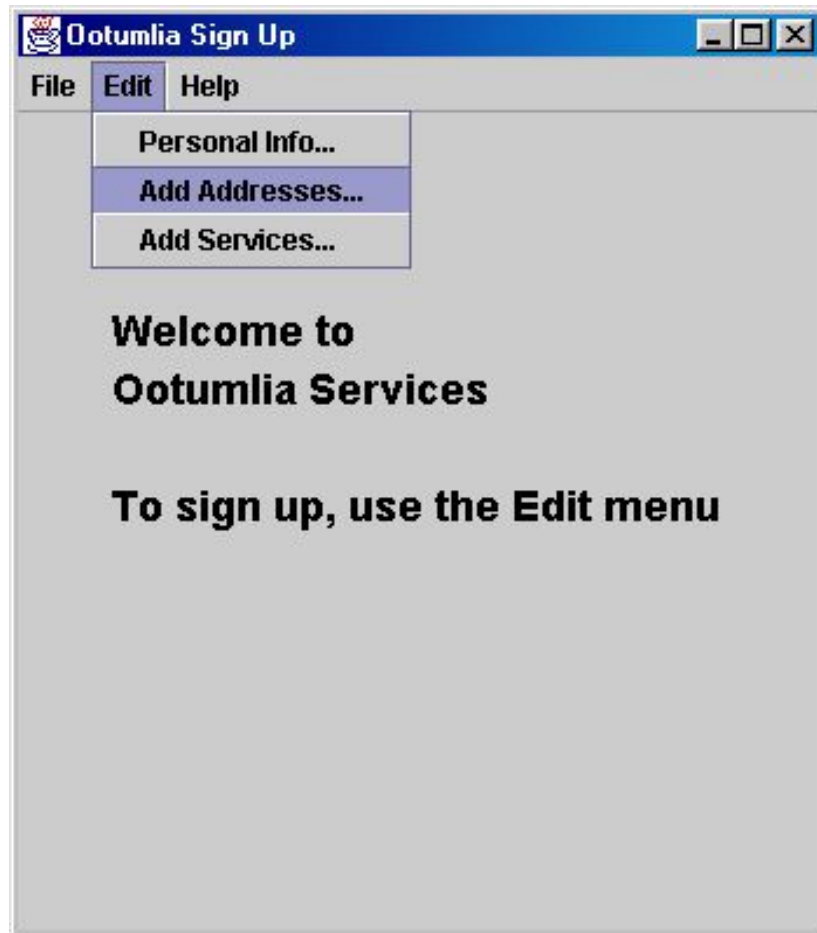 Ootumlia Sign Up
File Edit Help
Personal Info...
Add Addresses...
Add Services...
Welcome to
Ootumlia Services
To sign up, use the Edit menu